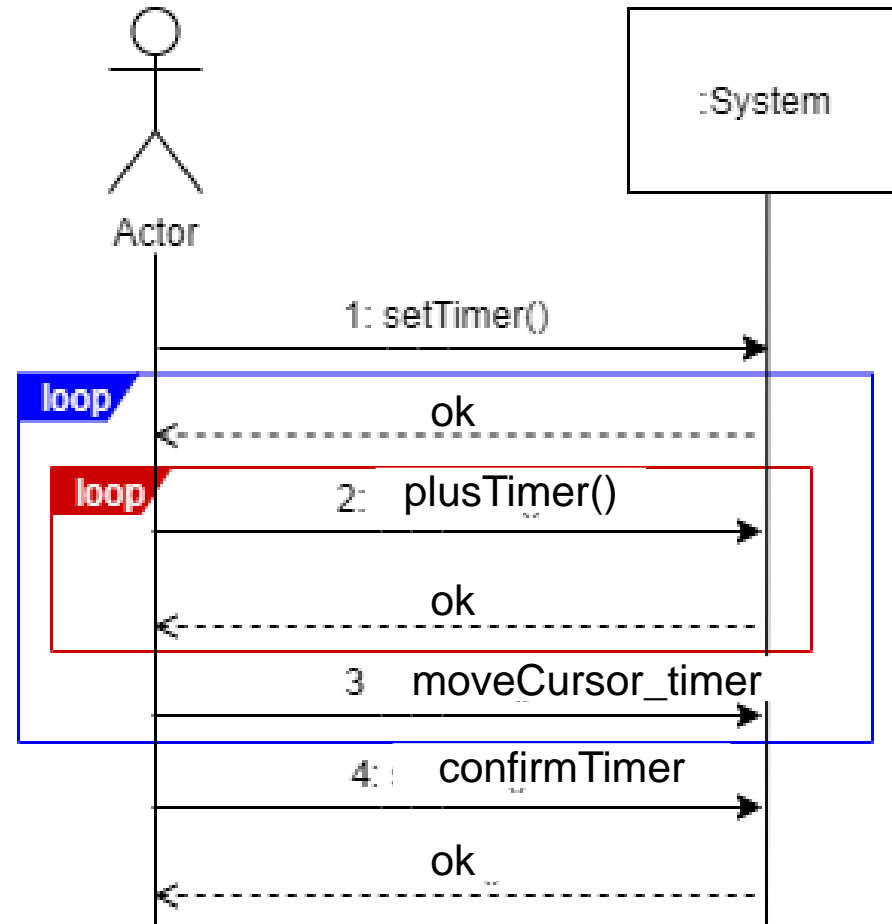 :System
Actor
1: setTimer()
loop
ok
loop
2: plusTimer()
ok
3 moveCursor_timer
4: confirmTimer
ok